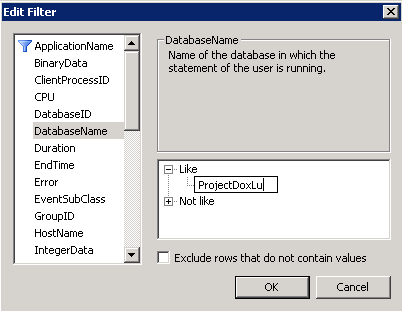 Edit Filter
ApplicationName
BinaryData
ClientProcessID
CPU
DatabaseID
DatabaseName
Duration
EndTime
Error
EventSubClass
GroupID
HostName
IntegerData
DatabaseName
Name of the database in which the
statement of the user is running.
Like
ProjectDoxLu
Not like
Exclude rows that do not contain values
OK
Cancel